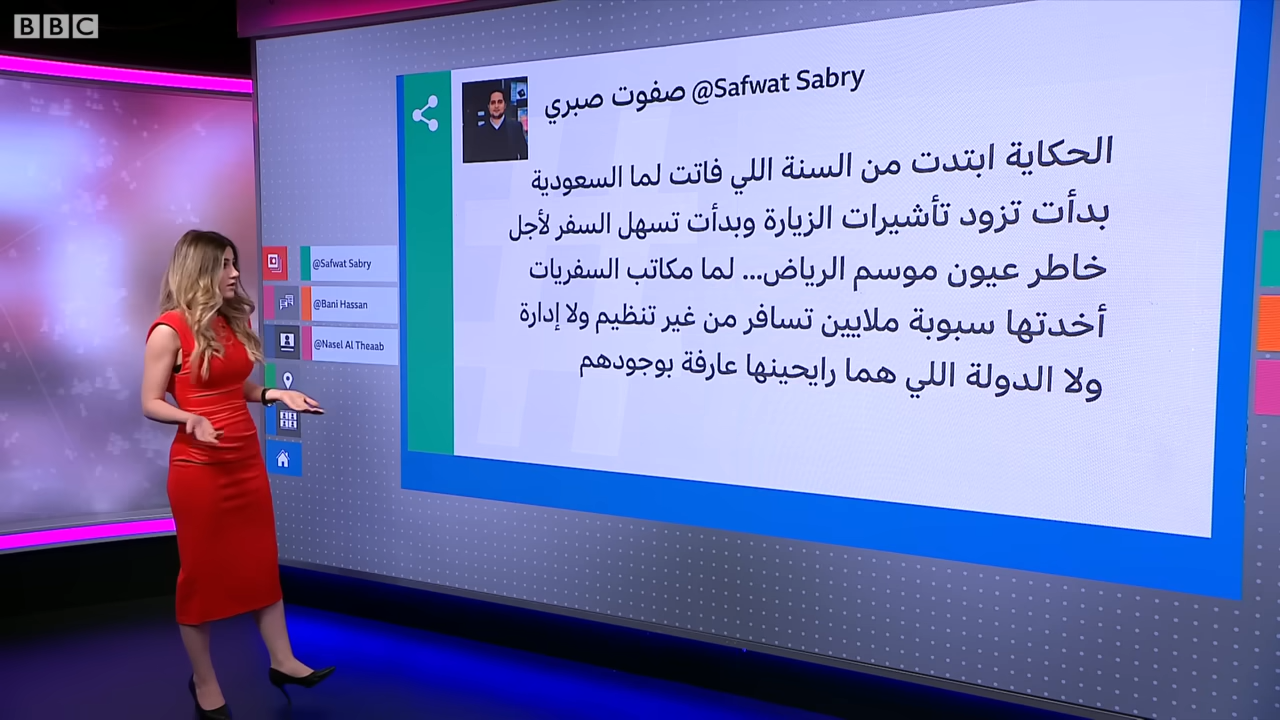 BBC
صفوت صبري @Safwat Sabry
الحكاية ابتدت من السنة اللي فاتت لما السعودية
بدأت تزود تأشيرات الزيارة وبدأت تسهل السفر لأجل
خاطر عيون موسم الرياض... لما مكاتب السفريات
أخدتها سبوبة ملايين تسافر من غير تنظيم ولا إدارة
ولا الدولة اللي هما رايحينها عارفة بوجودهم
@Safwat Sabry
@Bani Hassan
@Nasel Al Theaab